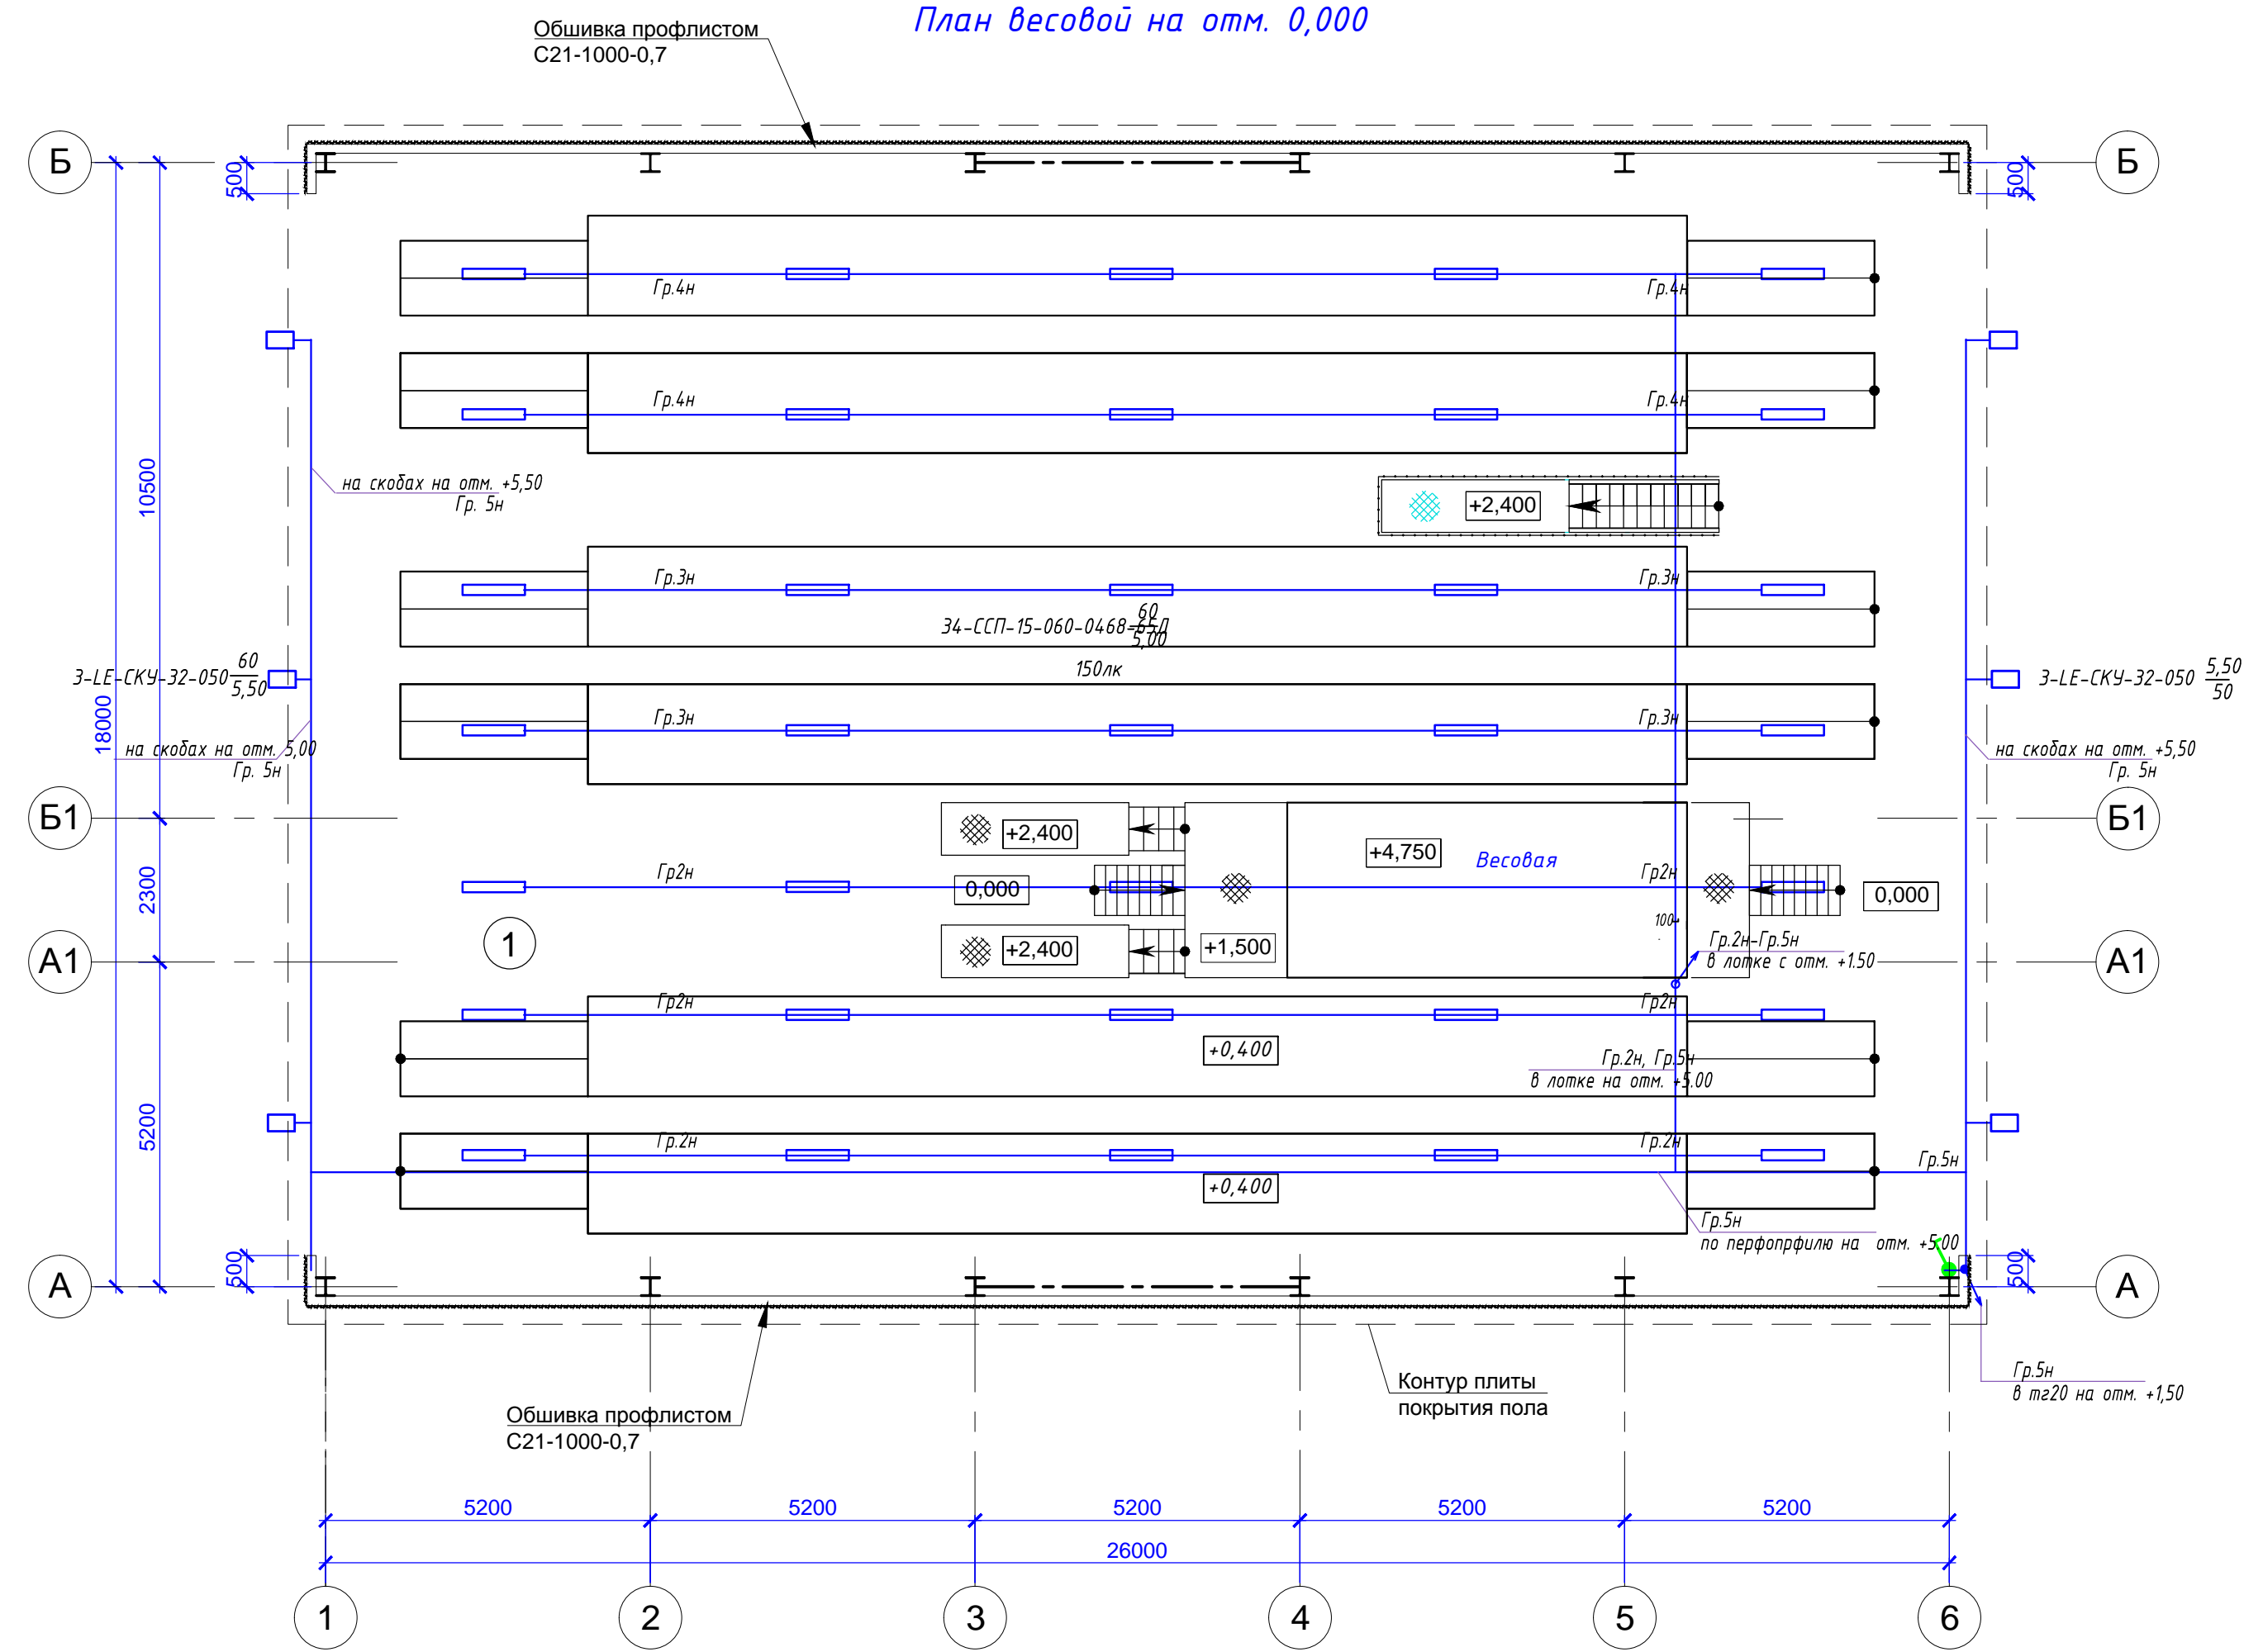 План весовой на отм. 0,000
Обшивка профлистом
С21-1000-0,7
Б
Б
500
500
Гр.4н
Гр.4н
Гр.4н
Гр.4н
10500
на скобах на отм. +5,50
Гр. 5н
+2,400
Гр.3н
Гр.3н
34-ССП-15-060-0468-65Д
60
5,00
150лк
3-LE-СКУ-32-050
60
5,50
3-LE-СКУ-32-050
5,50
50
18000
Гр.3н
Гр.3н
на скобах на отм. 5,00
Гр. 5н
на скобах на отм. +5,50
Гр. 5н
Б1
Б1
+2,400
+4,750
Весовая
2300
Гр2н
Гр2н
0,000
0,000
1
100
+2,400
+1,500
Гр.2н-Гр.5н
в лотке с отм. +1.50
А1
А1
Гр2н
Гр2н
+0,400
Гр.2н, Гр.5н
в лотке на отм. +5.00
5200
Гр.2н
Гр.2н
Гр.5н
+0,400
Гр.5н
по перфопрфилю на отм. +5.00
500
500
А
А
Гр.5н
в тг20 на отм. +1,50
Контур плиты
покрытия пола
Обшивка профлистом
С21-1000-0,7
5200
5200
5200
5200
5200
26000
1
2
3
4
5
6